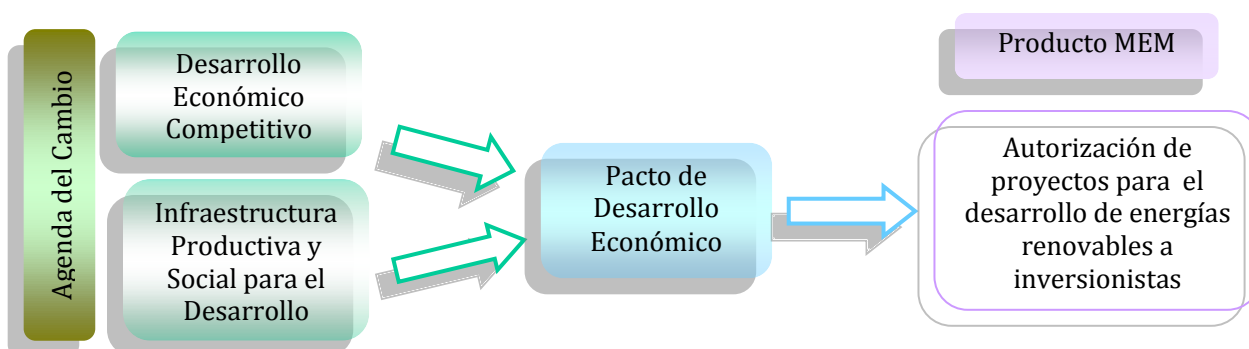 Agenda del Cambio
Desarrollo
Económico
Competitivo
Infraestructura
Productiva y
Social para el
Desarrollo
Pacto de
Desarrollo
Económico
Producto MEM
Autorización de
proyectos para el
desarrollo de energías
renovables a
inversionistas